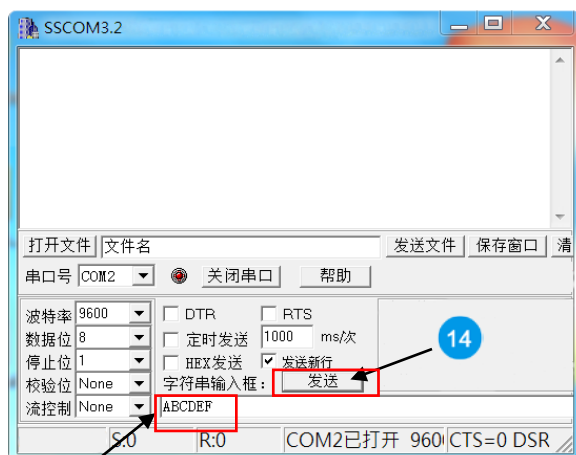 SSCOM3.2
打开文件 文件名 发送文件 保存窗口 清
串口号 COM2 关闭串口 帮助
波特率 9600 DTR RTS
数据位 8 定时发送 1000 ms/次
14
停止位 1 HEX发送 发送新行
校验位 None 字符串输入框： 发送
流控制 None ABCDEF
S:0 R:0 COM2已打开 960 CTS=0 DSR